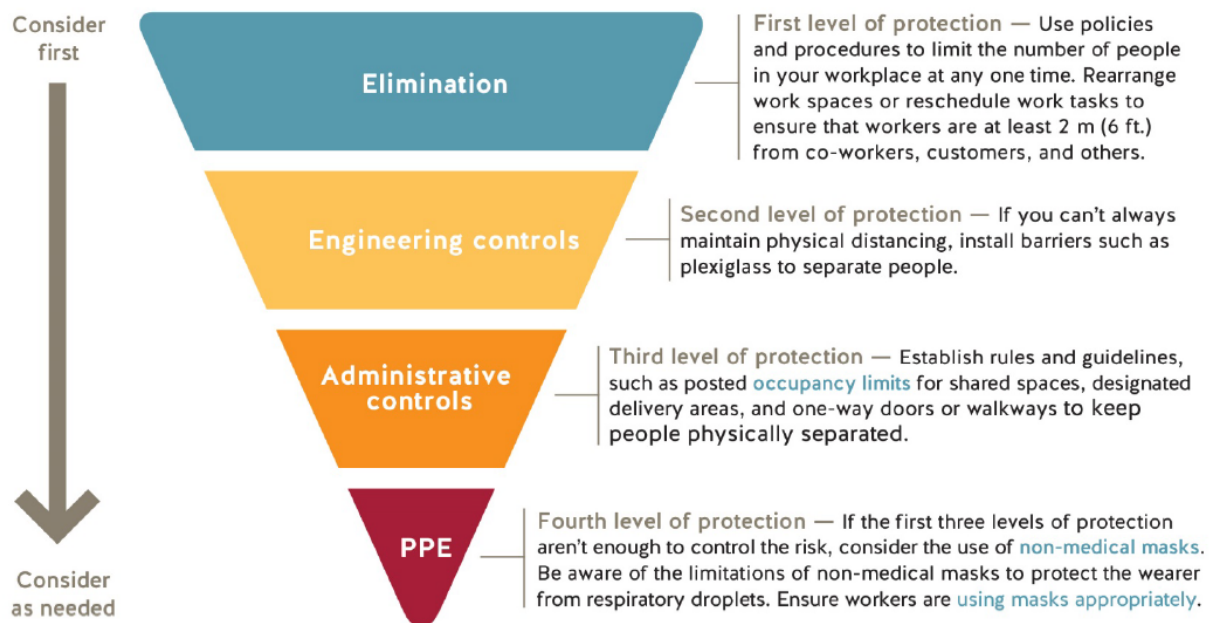 Consider
first
Elimination
First level of protection — Use policies
and procedures to limit the number of people
in your workplace at any one time. Rearrange
work spaces or reschedule work tasks to
ensure that workers are at least 2 m (6 ft.)
from co-workers, customers, and others.
Engineering controls
Second level of protection — If you can't always
maintain physical distancing, install barriers such as
plexiglass to separate people.
Administrative
controls
Third level of protection — Establish rules and guidelines,
such as posted occupancy limits for shared spaces, designated
delivery areas, and one-way doors or walkways to keep
people physically separated.
PPE
Fourth level of protection — If the first three levels of protection
aren't enough to control the risk, consider the use of non-medical masks.
Be aware of the limitations of non-medical masks to protect the wearer
from respiratory droplets. Ensure workers are using masks appropriately.
Consider
as needed